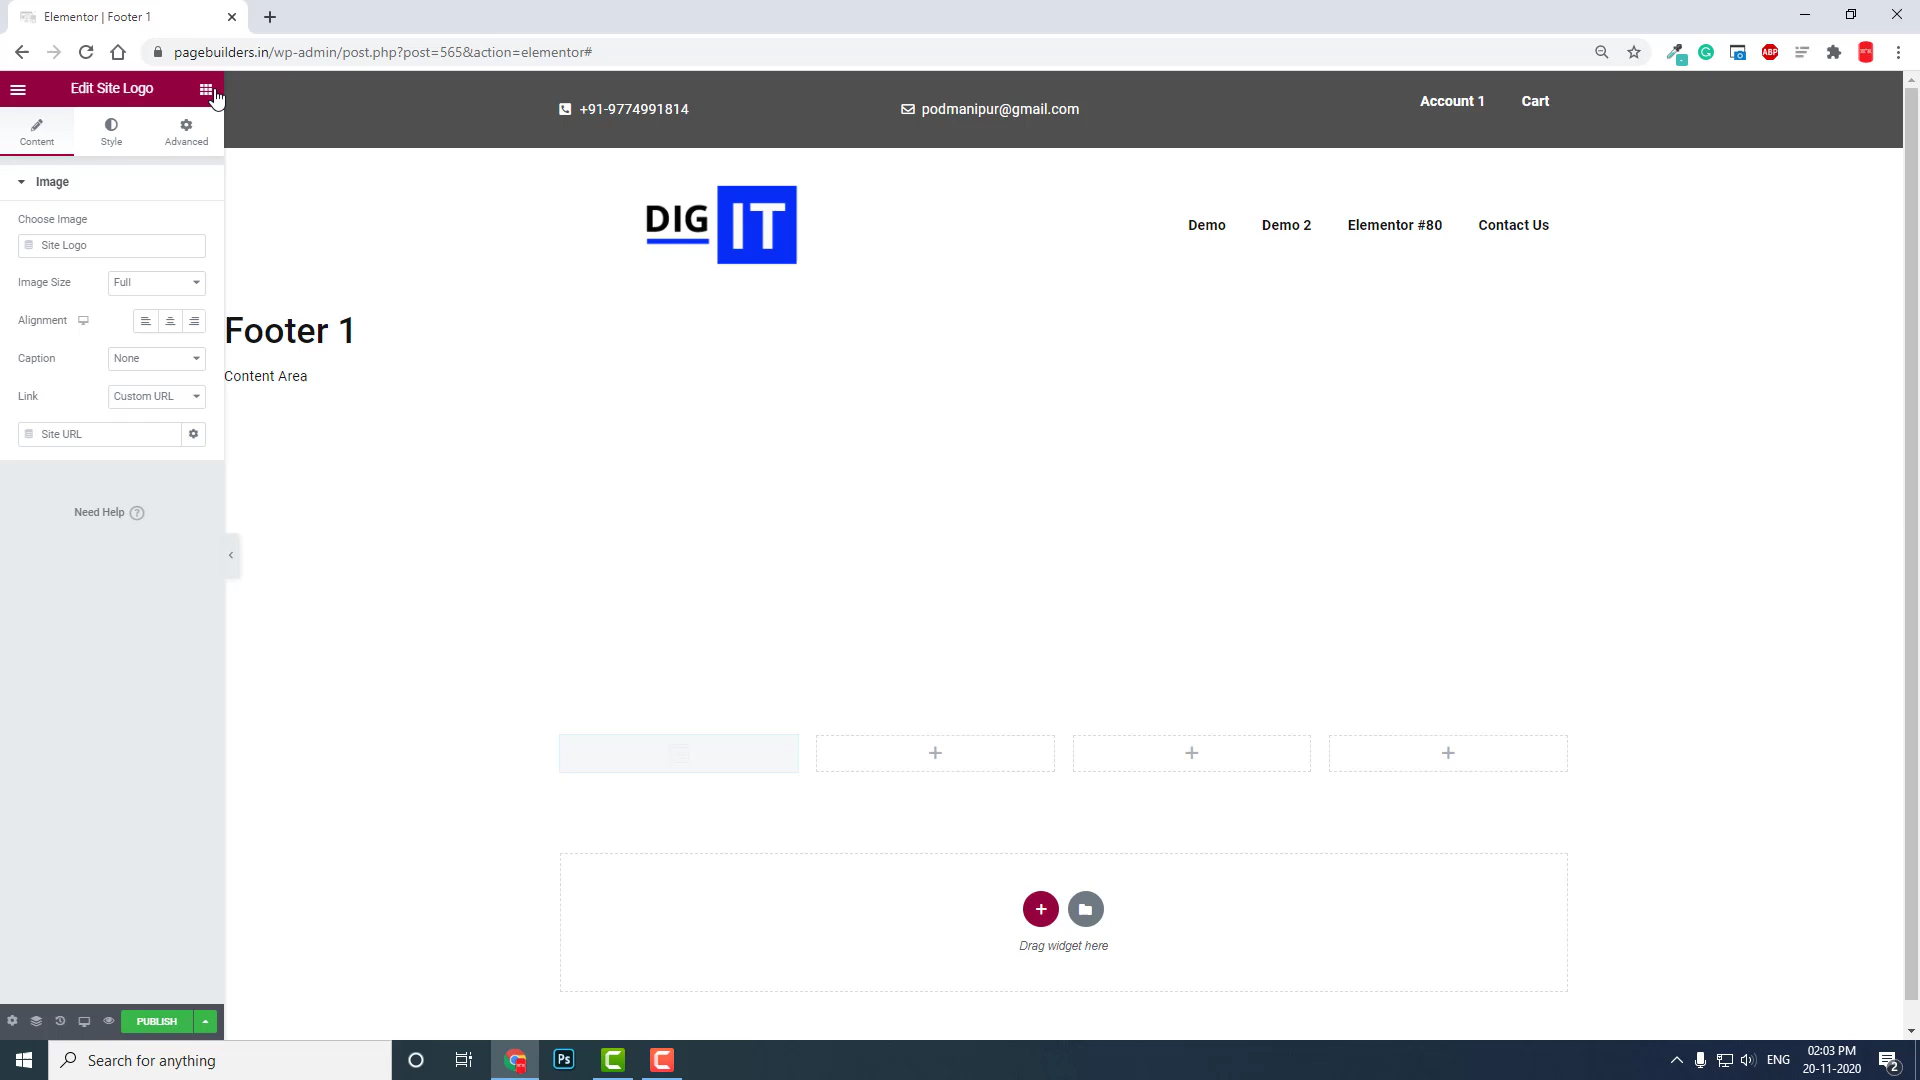 Elementor | Footer 1
pagebuilders.in/wp-admin/post.php?post=565&action=elementor#
ABP
Edit Site Logo
Content
Style
Advanced
Image
Choose Image
Site Logo
Image Size
Full
Alignment
Caption
None
Link
Custom URL
Site URL
Need Help ?
PUBLISH
+91-9774991814
podmanipur@gmail.com
Account 1
Cart
DIG IT
Demo
Demo 2
Elementor #80
Contact Us
Footer 1
Content Area
Drag widget here
Search for anything
Ps
ENG
02:03 PM
20-11-2020
2